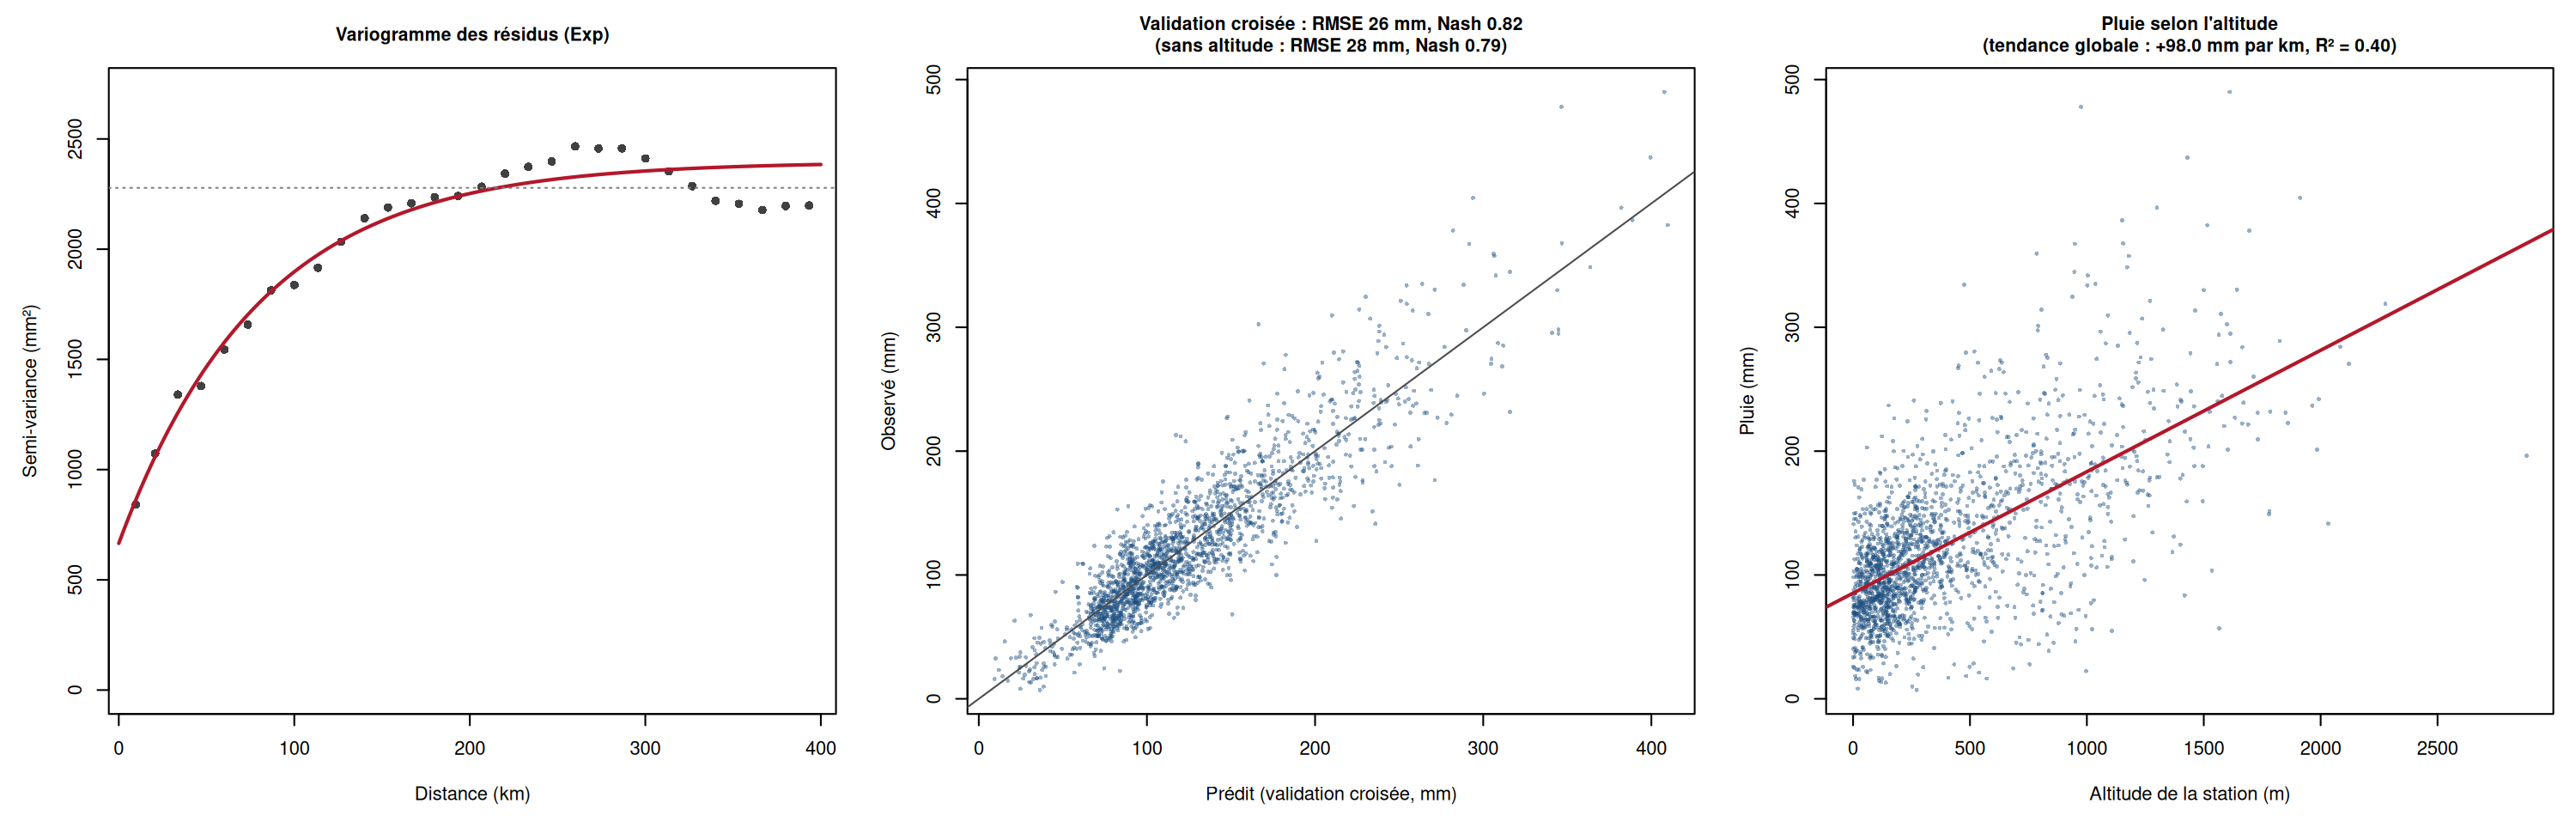 Variogramme des résidus (Exp)
Semi-variance (mm²)
2500
2000
1500
1000
500
0
0 100 200 300 400
Distance (km)
Validation croisée : RMSE 26 mm, Nash 0.82
(sans altitude : RMSE 28 mm, Nash 0.79)
Observé (mm)
500
400
300
200
100
0
0 100 200 300 400
Prédit (validation croisée, mm)
Pluie selon l'altitude
(tendance globale : +98.0 mm par km, R² = 0.40)
Pluie (mm)
500
400
300
200
100
0
0 500 1000 1500 2000 2500
Altitude de la station (m)